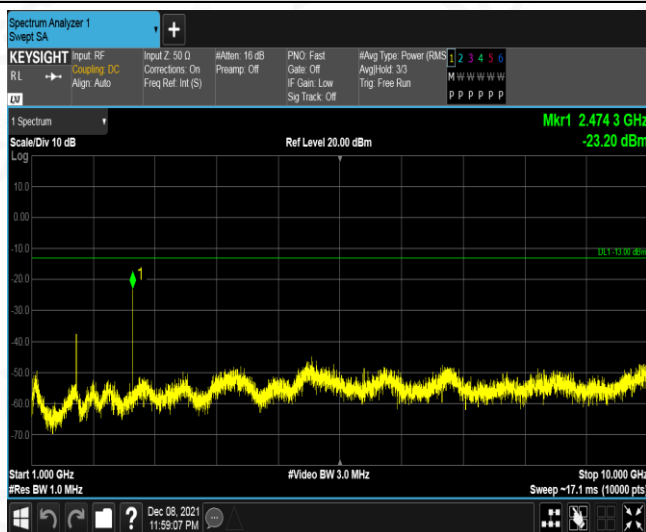 Spectrum Analyzer 1
Swept SA
+
KEYSIGHT
RL
LXI
Input: RF
Coupling: DC
Align: Auto
Input Z: 50 Ω
Corrections: On
Freq Ref: Int (S)
#Atten: 16 dB
Preamp: Off
PNO: Fast
Gate: Off
IF Gain: Low
Sig Track: Off
#Avg Type: Power (RMS
Avg|Hold: 3/3
Trig: Free Run
1 2 3 4 5 6
M W W W W W
P P P P P P
1 Spectrum
Mkr1 2.474 3 GHz
Scale/Div 10 dB
Ref Level 20.00 dBm
-23.20 dBm
Log
10.0
0.00
-10.0
DL1 -13.00 dBm
1
-20.0
-30.0
-40.0
-50.0
-60.0
-70.0
Start 1.000 GHz
#Video BW 3.0 MHz
Stop 10.000 GHz
#Res BW 1.0 MHz
Sweep ~17.1 ms (10000 pts)
?
Dec 08, 2021
11:59:07 PM